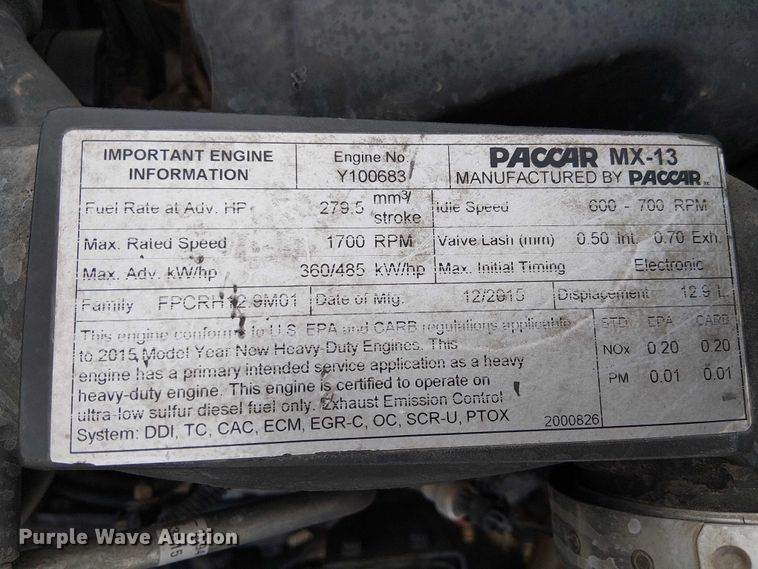 IMPORTANT ENGINE INFORMATION
Engine No.
Y100683
PACCAR MX-13
MANUFACTURED BY PACCAR
Fuel Rate at Adv. HP 279.5 mm³/stroke
Idle Speed 600 - 700 RPM
Max. Rated Speed 1700 RPM
Valve Lash (mm) 0.50 Int. 0.70 Exh.
Max. Adv. kW/hp 360/485 kW/hp
Max. Initial Timing Electronic
Family FPCRH12.9M01
Date of Mfg. 12/2015
Displacement 12.9 L
This engine conforms to U.S. EPA and CARB regulations applicable
to 2015 Model Year New Heavy-Duty Engines. This
engine has a primary intended service application as a heavy
heavy-duty engine. This engine is certified to operate on
ultra-low sulfur diesel fuel only. Exhaust Emission Control
System: DDI, TC, CAC, ECM, EGR-C, OC, SCR-U, PTOX
2000826
STD EPA CARB
NOx 0.20 0.20
PM 0.01 0.01
Purple Wave Auction